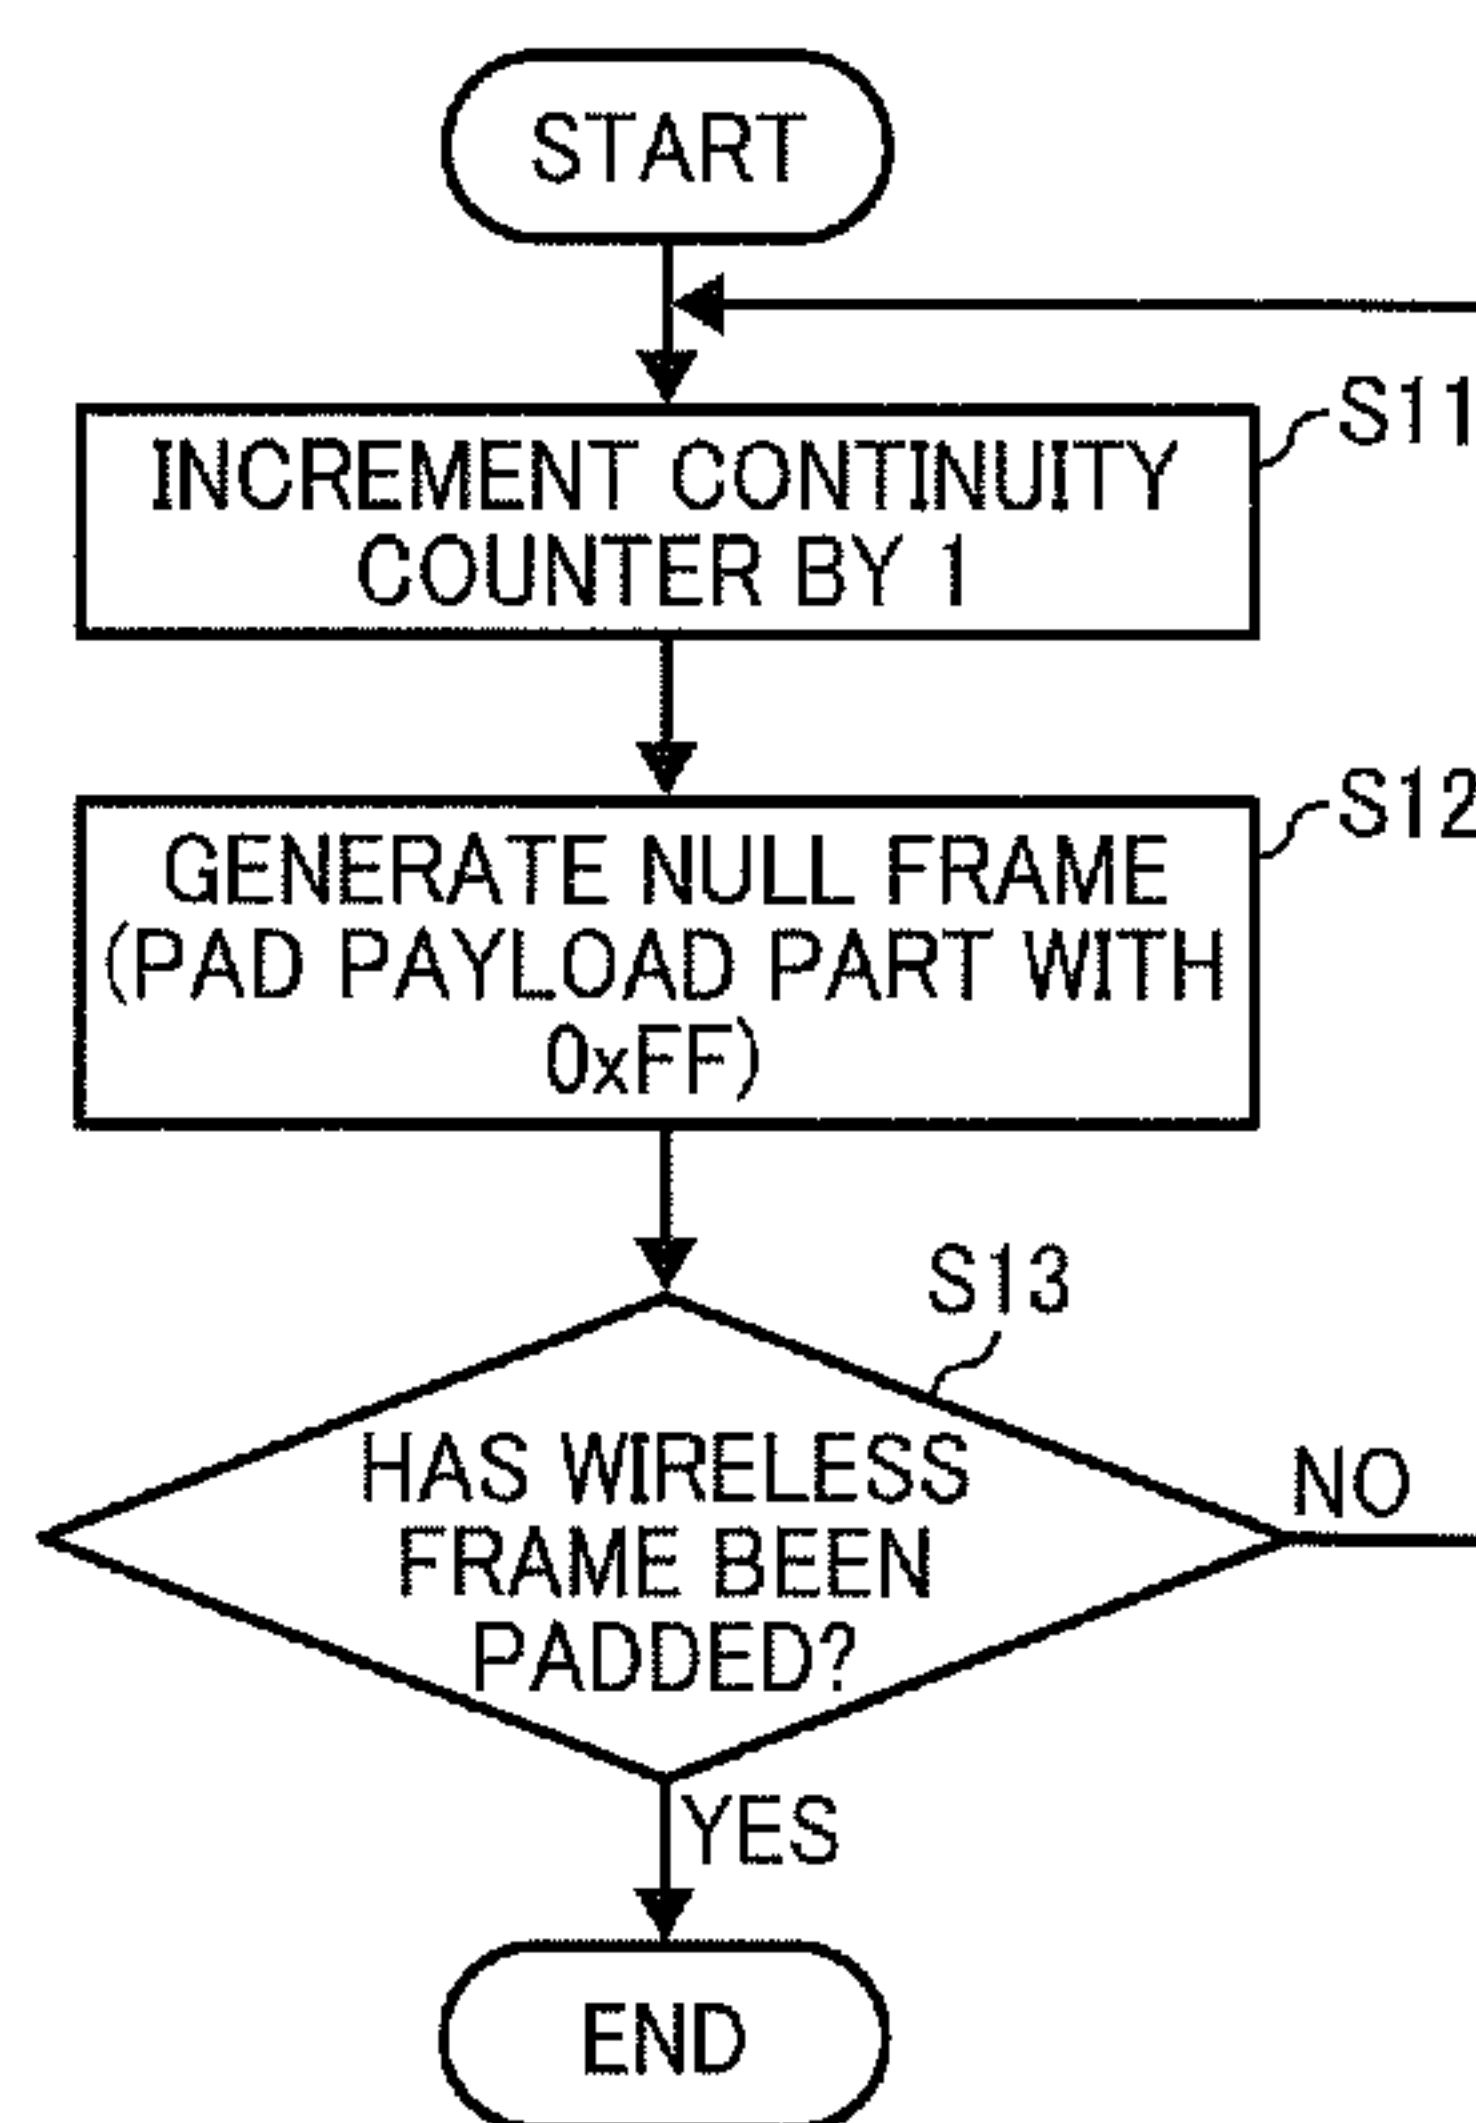 START
S11
INCREMENT CONTINUITY
COUNTER BY 1
S12
GENERATE NULL FRAME
(PAD PAYLOAD PART WITH
0xFF)
S13
HAS WIRELESS
FRAME BEEN
PADDED?
NO
YES
END